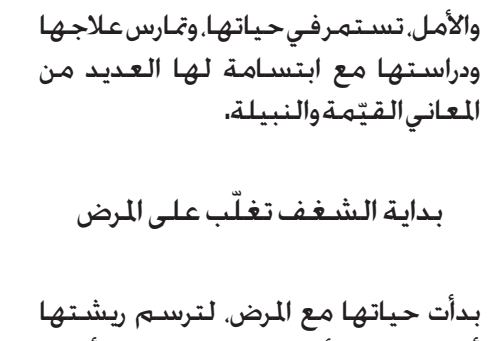 والأمل، تستمر في حياتها، وتمارس علاجها
ودراستها مع ابتسامة لها العديد من
المعاني القيّمة والنبيلة.
بداية الشغف تغلّب على المرض
بدأت حياتها مع المرض، لترسم ريشتها